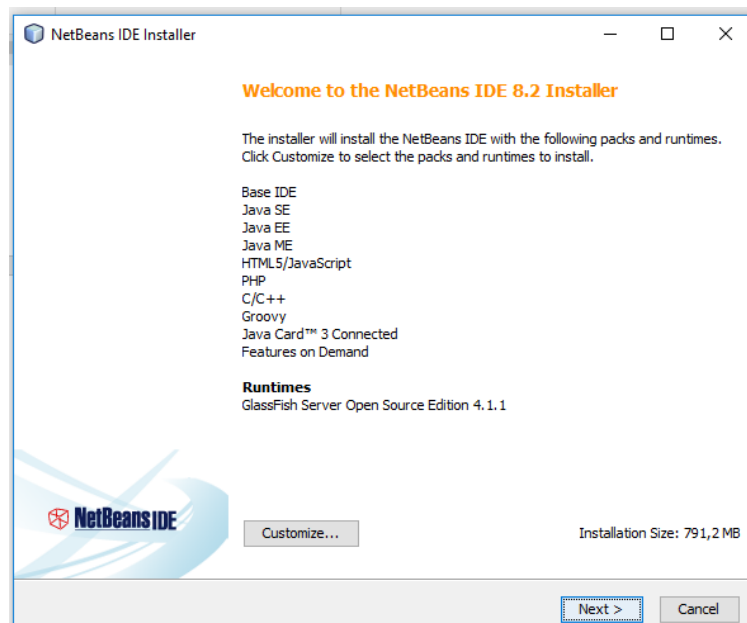 NetBeans IDE Installer
Welcome to the NetBeans IDE 8.2 Installer
The installer will install the NetBeans IDE with the following packs and runtimes.
Click Customize to select the packs and runtimes to install.
Base IDE
Java SE
Java EE
Java ME
HTML5/JavaScript
PHP
C/C++
Groovy
Java Card™ 3 Connected
Features on Demand
Runtimes
GlassFish Server Open Source Edition 4.1.1
NetBeans IDE
Customize...
Installation Size: 791,2 MB
Next >
Cancel